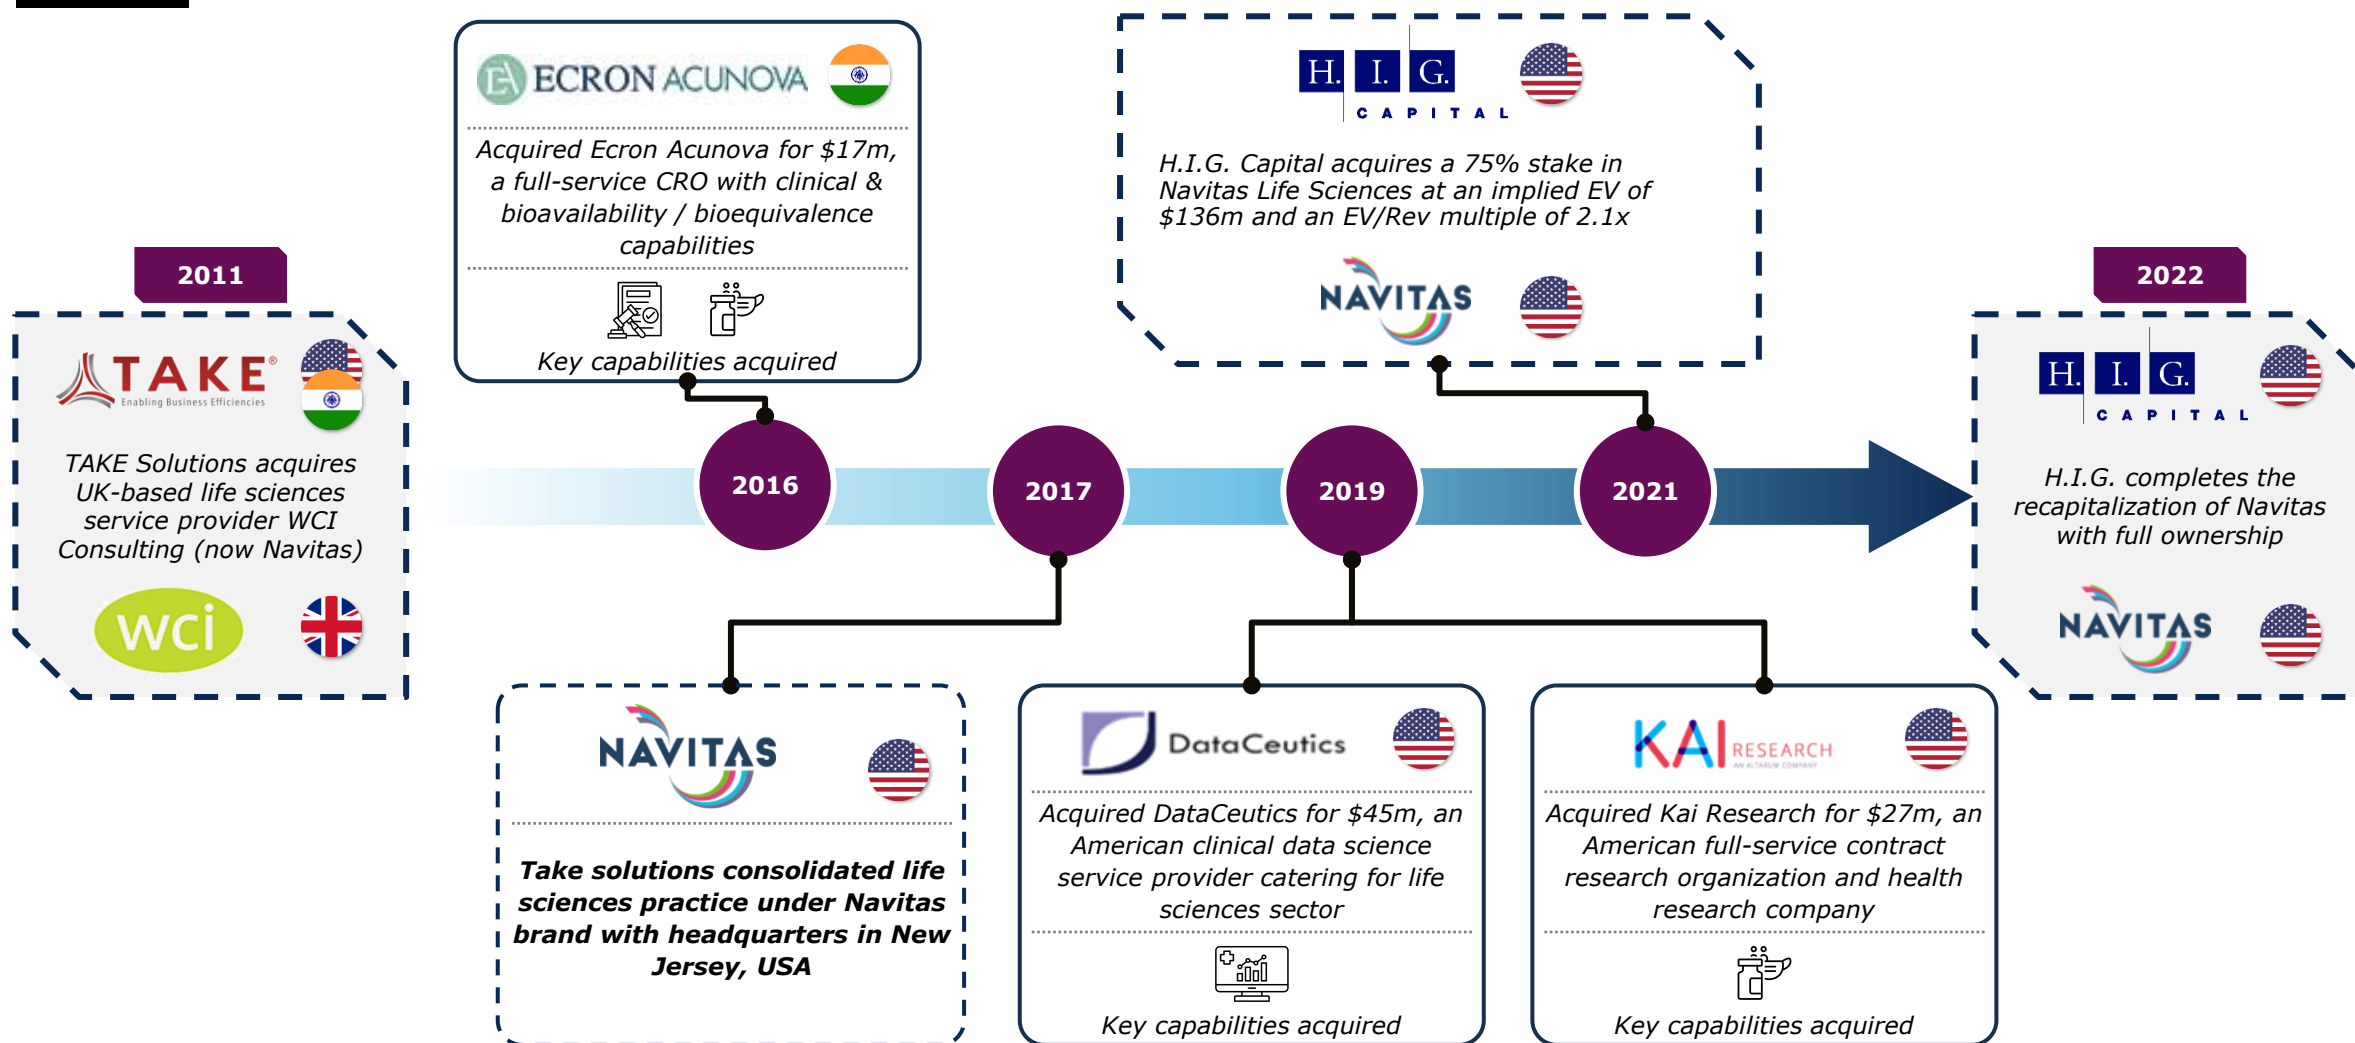 2011
TAKE®
Enabling Business Efficiencies
TAKE Solutions acquires
UK-based life sciences
service provider WCI
Consulting (now Navitas)
wci
EA ECRON ACUNOVA
Acquired Ecron Acunova for $17m,
a full-service CRO with clinical &
bioavailability / bioequivalence
capabilities
Key capabilities acquired
2016
2017
NAVITAS
Take solutions consolidated life
sciences practice under Navitas
brand with headquarters in New
Jersey, USA
2019
DataCeutics
Acquired DataCeutics for $45m, an
American clinical data science
service provider catering for life
sciences sector
Key capabilities acquired
KAI RESEARCH
AN ALTARUM COMPANY
Acquired Kai Research for $27m, an
American full-service contract
research organization and health
research company
Key capabilities acquired
2021
H. I. G.
CAPITAL
H.I.G. Capital acquires a 75% stake in
Navitas Life Sciences at an implied EV of
$136m and an EV/Rev multiple of 2.1x
NAVITAS
2022
H. I. G.
CAPITAL
H.I.G. completes the
recapitalization of Navitas
with full ownership
NAVITAS